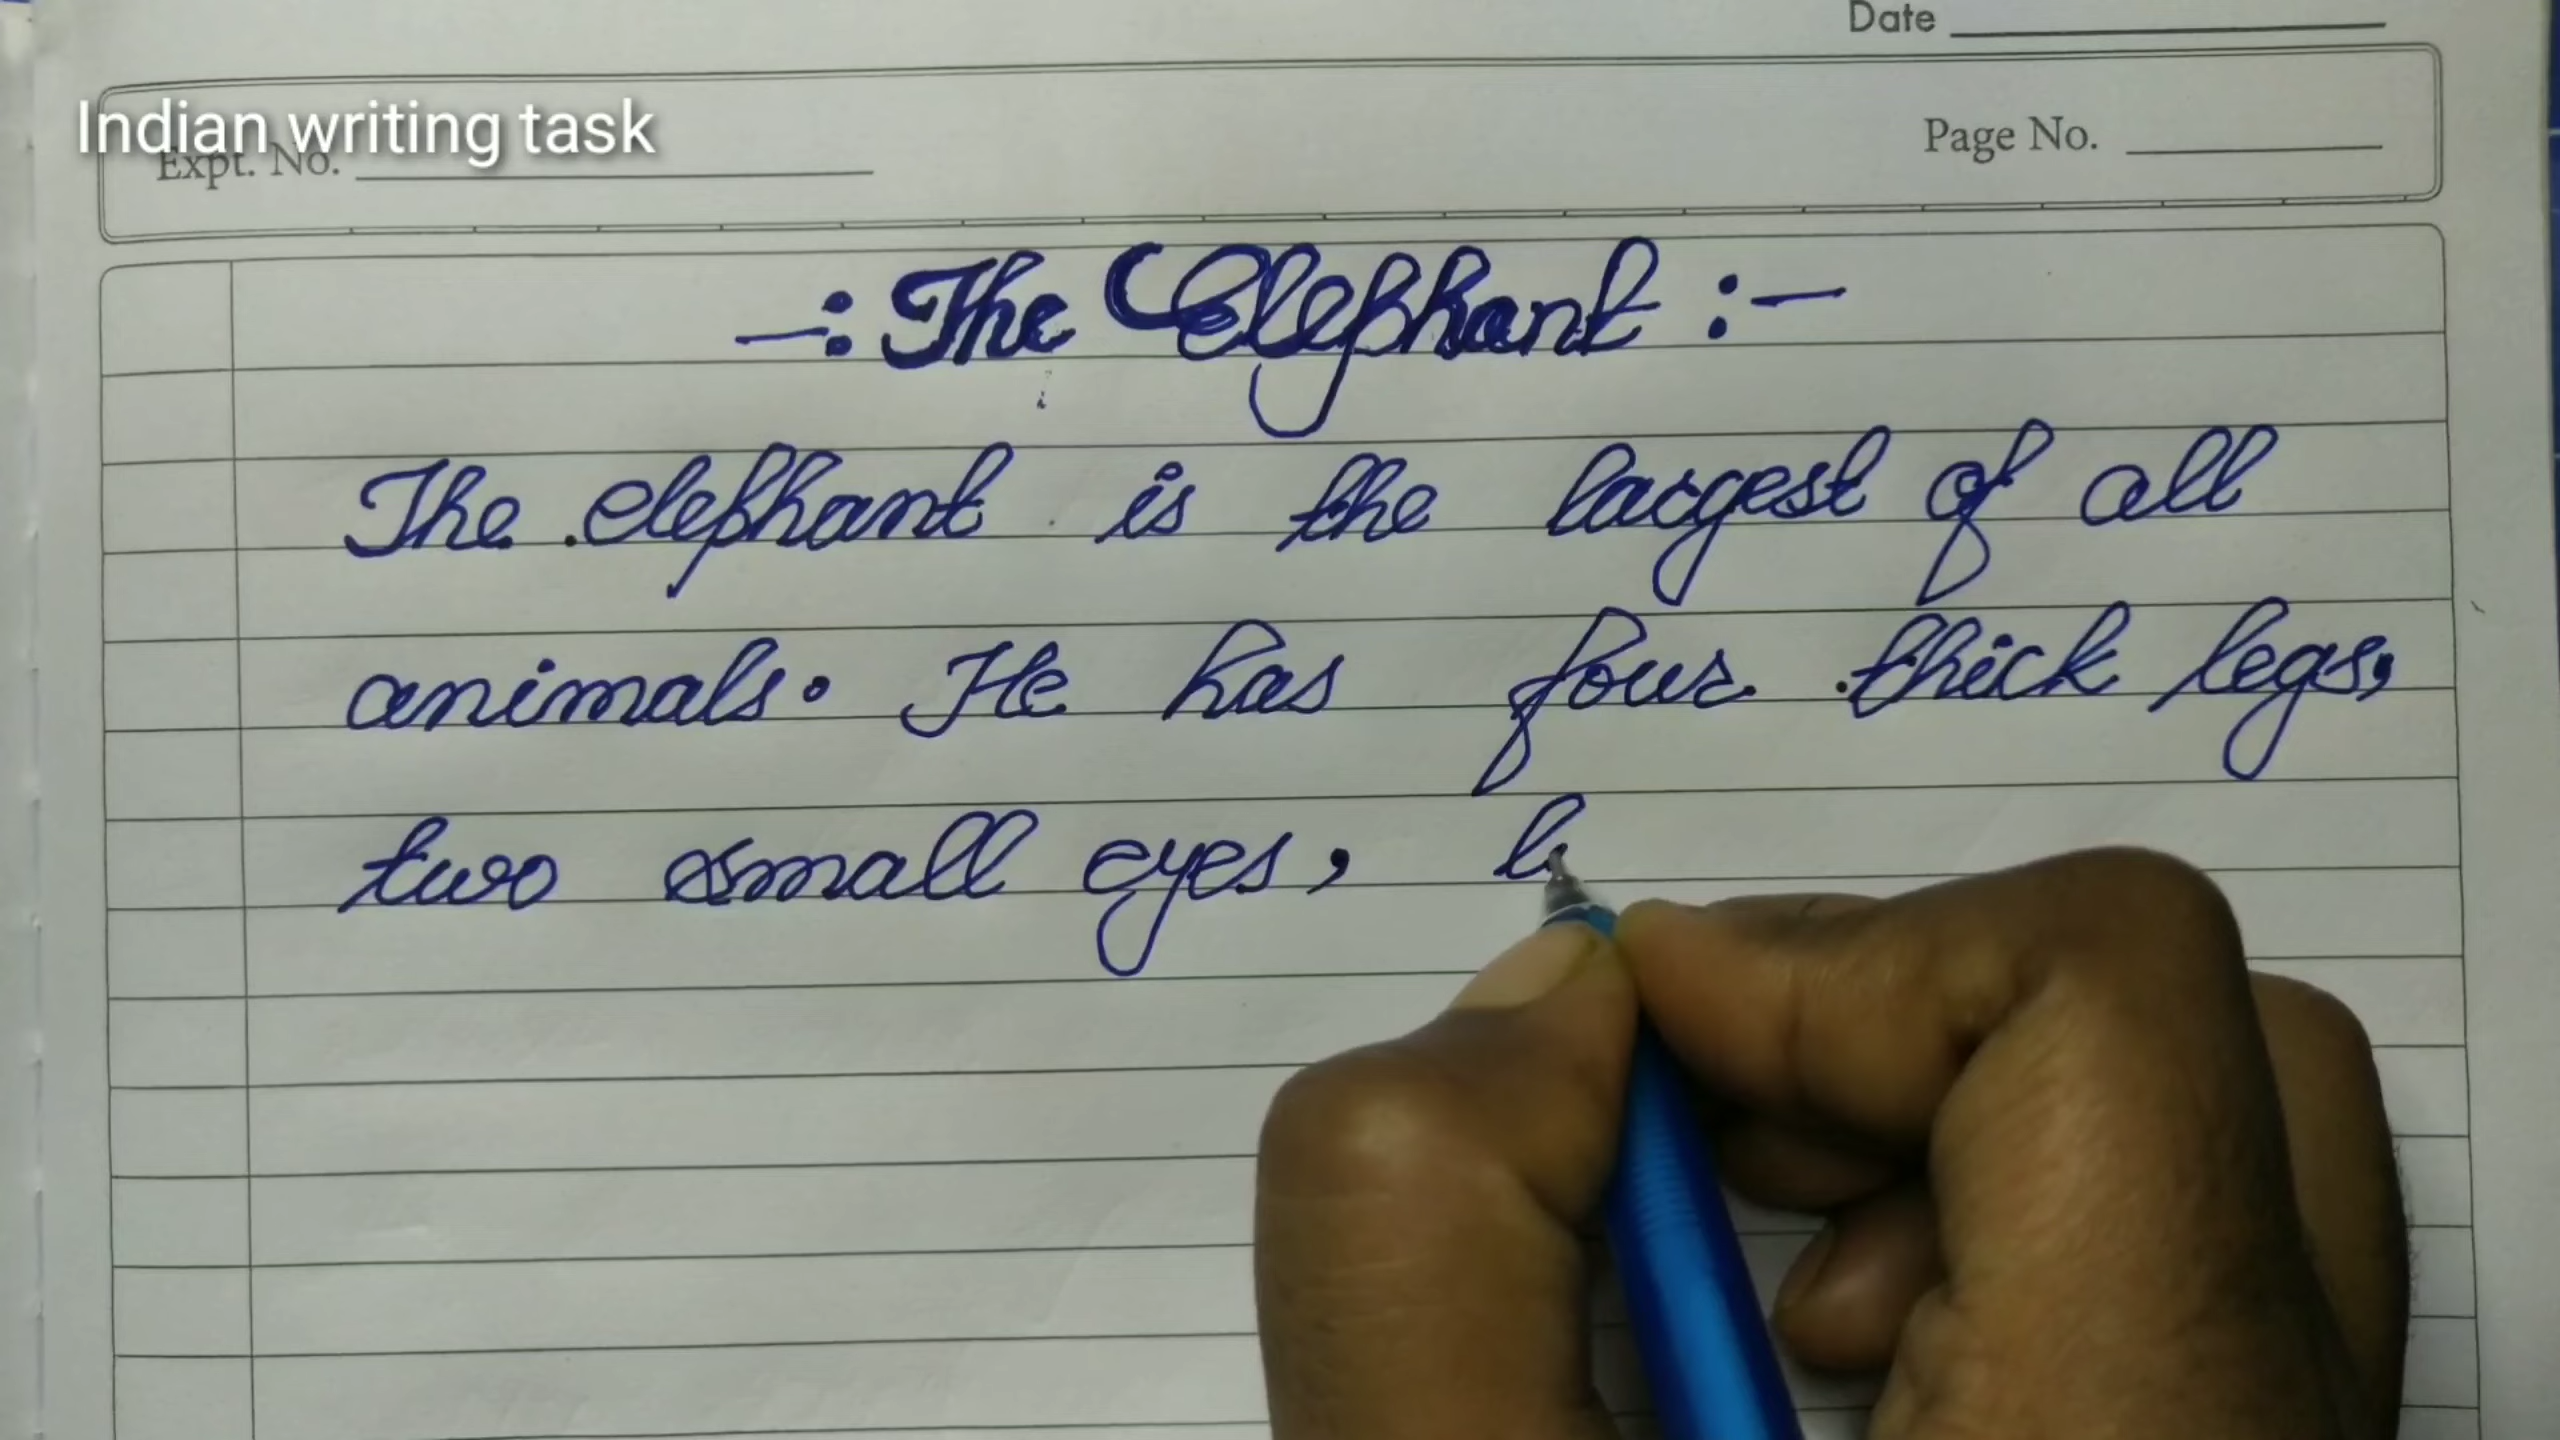 Date
Indian writing task
Expt. No.
Page No.
-: The Elephant :-
The elephant is the largest of all
animals. He has four thick legs,
two small eyes,